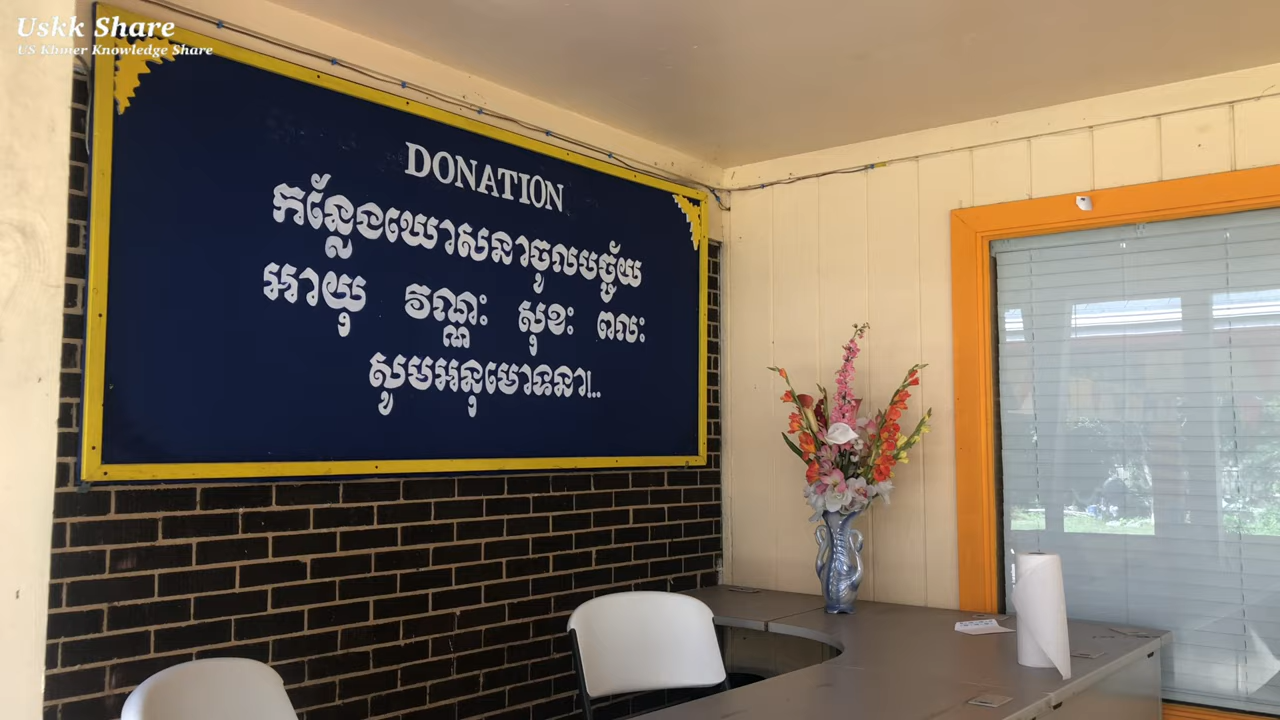 Uskk Share
US Khmer Knowledge Share
DONATION
កន្លែងឃោសនាចូលបច្ច័យ
អាយុ វណ្ណះ សុខះ ពលះ
សូមអនុមោទនា!..